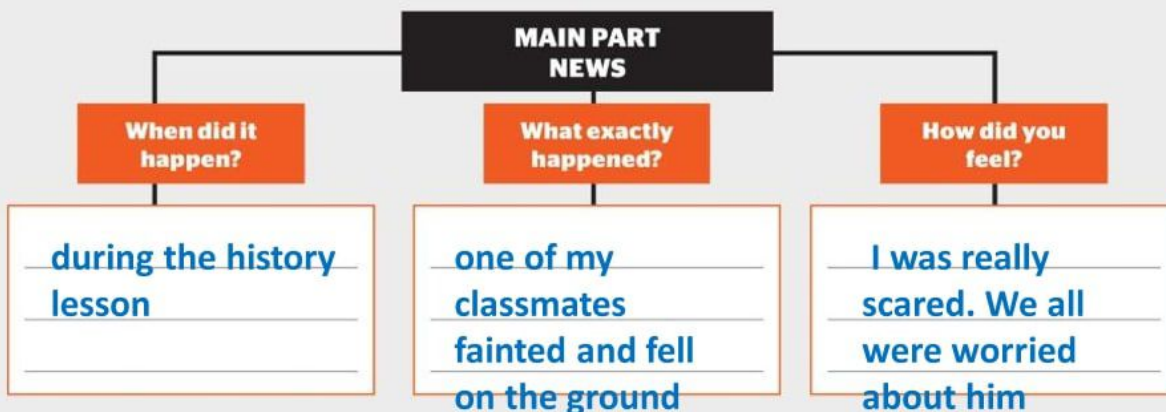 MAIN PART
NEWS
When did it
happen?
during the history
lesson
What exactly
happened?
one of my
classmates
fainted and fell
on the ground
How did you
feel?
I was really
scared. We all
were worried
about him